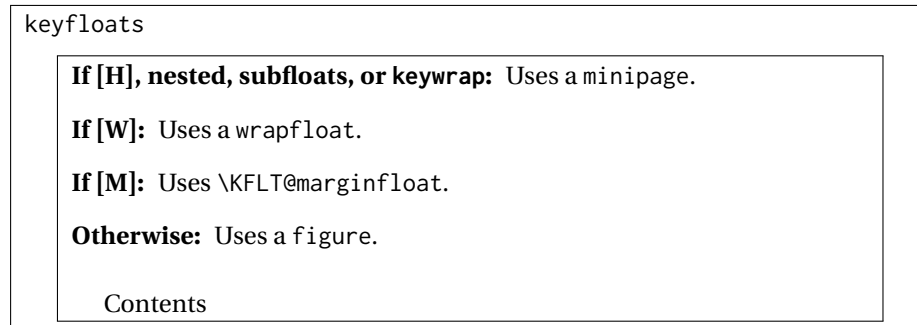 keyfloats
If [H], nested, subfloats, or keywrap: Uses a minipage.
If [W]: Uses a wrapfloat.
If [M]: Uses \KFLT@marginfloat.
Otherwise: Uses a figure.
Contents